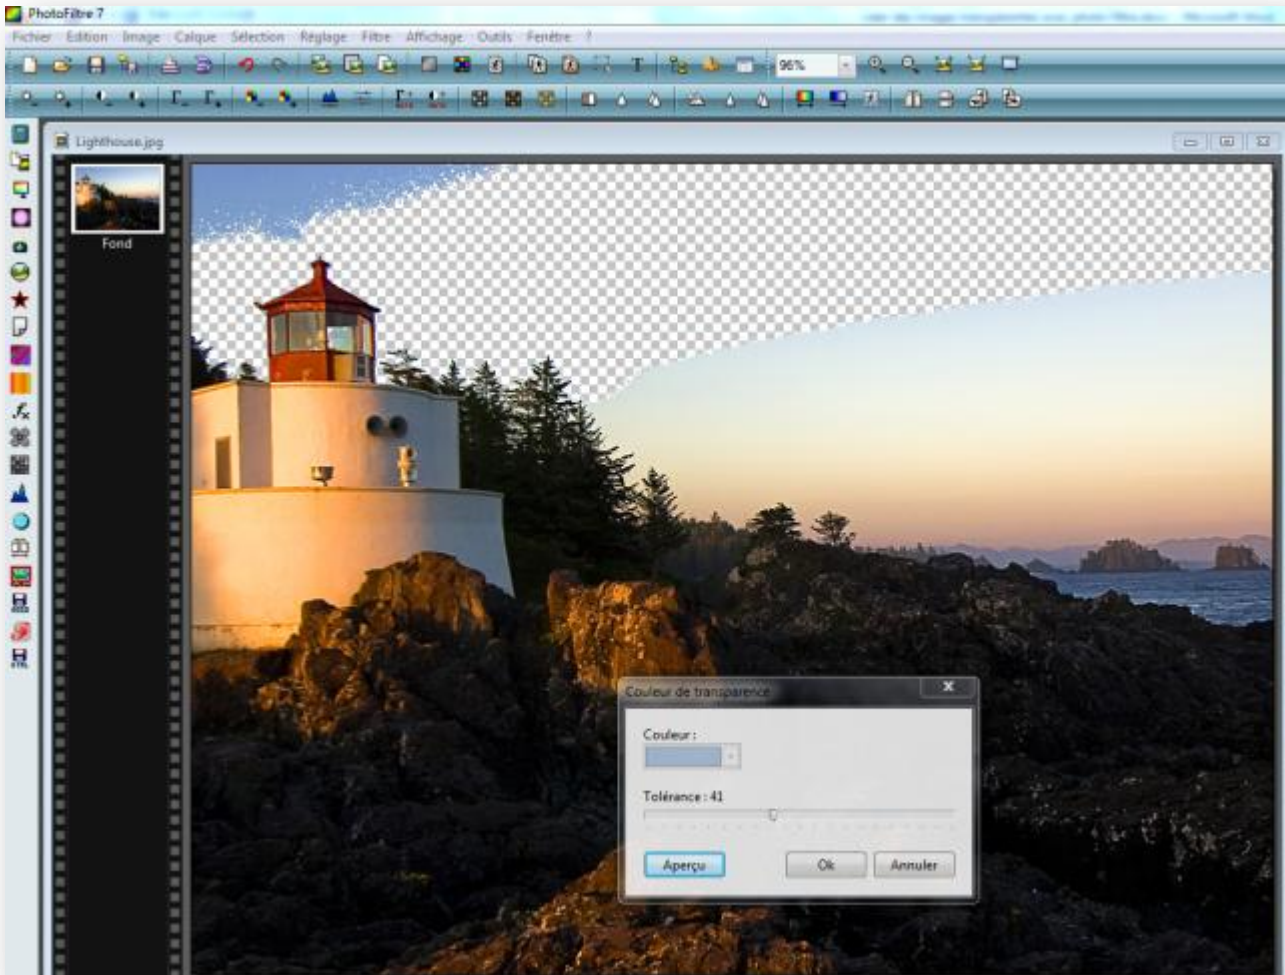 PhotoFiltre 7
Fichier Edition Image Calque Sélection Réglage Filtre Affichage Outils Fenêtre ?
T 96%
Lighthouse.jpg
Fond
Couleur de transparence
Couleur :
Tolérance : 41
Aperçu Ok Annuler